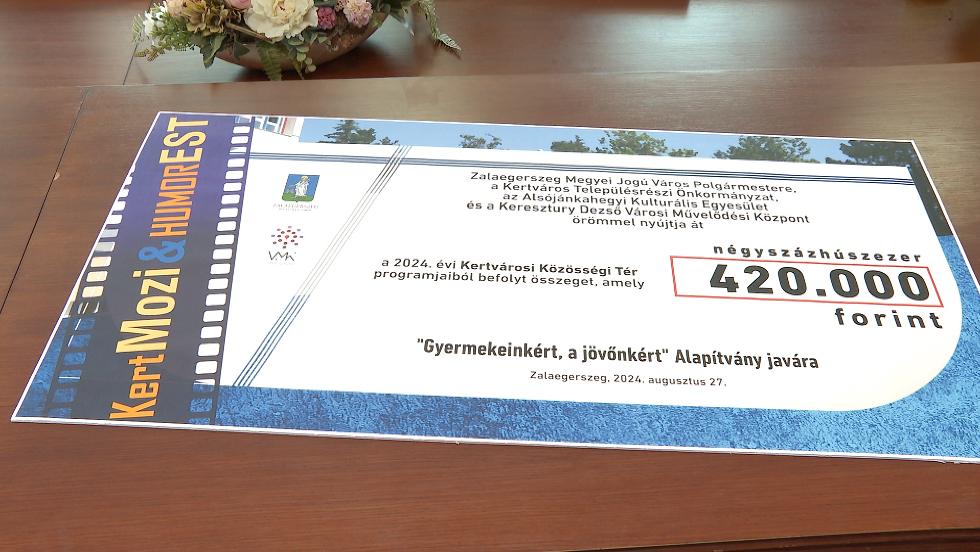 KertMozi & HUMOREST
ZALAEGERSZEG
VMK
Zalaegerszeg Megyei Jogú Város Polgármestere,
a Kertváros Településrészi Önkormányzat,
az Alsójánkahegyi Kulturális Egyesület
és a Keresztury Dezső Városi Művelődési Központ
örömmel nyújtja át
a 2024. évi Kertvárosi Közösségi Tér
programjaiból befolyt összeget, amely
négyszázhúszezer
420.000
forint
"Gyermekeinkért, a jövőnkért" Alapítvány javára
Zalaegerszeg, 2024. augusztus 27.